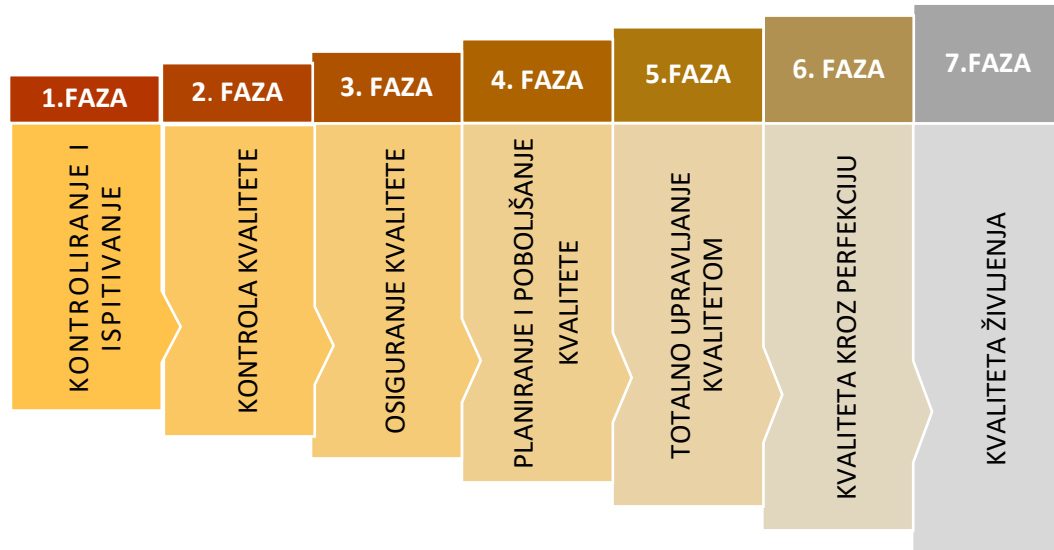 1.FAZA
KONTROLIRANJE I
ISPITIVANJE
2. FAZA
KONTROLA KVALITETE
3. FAZA
OSIGURANJE KVALITETE
4. FAZA
PLANIRANJE I POBOLJŠANJE
KVALITETE
5.FAZA
TOTALNO UPRAVLJANJE
KVALITETOM
6. FAZA
KVALITETA KROZ PERFEKCIJU
7.FAZA
KVALITETA ŽIVLJENJA